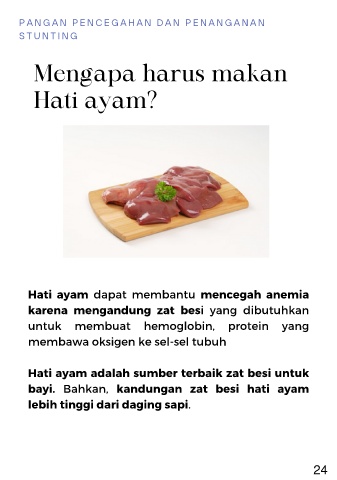 PANGAN PENCEGAHAN DAN PENANGANAN
STUNTING
Mengapa harus makan
Hati ayam?
Hati ayam dapat membantu mencegah anemia
karena mengandung zat besi yang dibutuhkan
untuk membuat hemoglobin, protein yang
membawa oksigen ke sel-sel tubuh
Hati ayam adalah sumber terbaik zat besi untuk
bayi. Bahkan, kandungan zat besi hati ayam
lebih tinggi dari daging sapi.
24